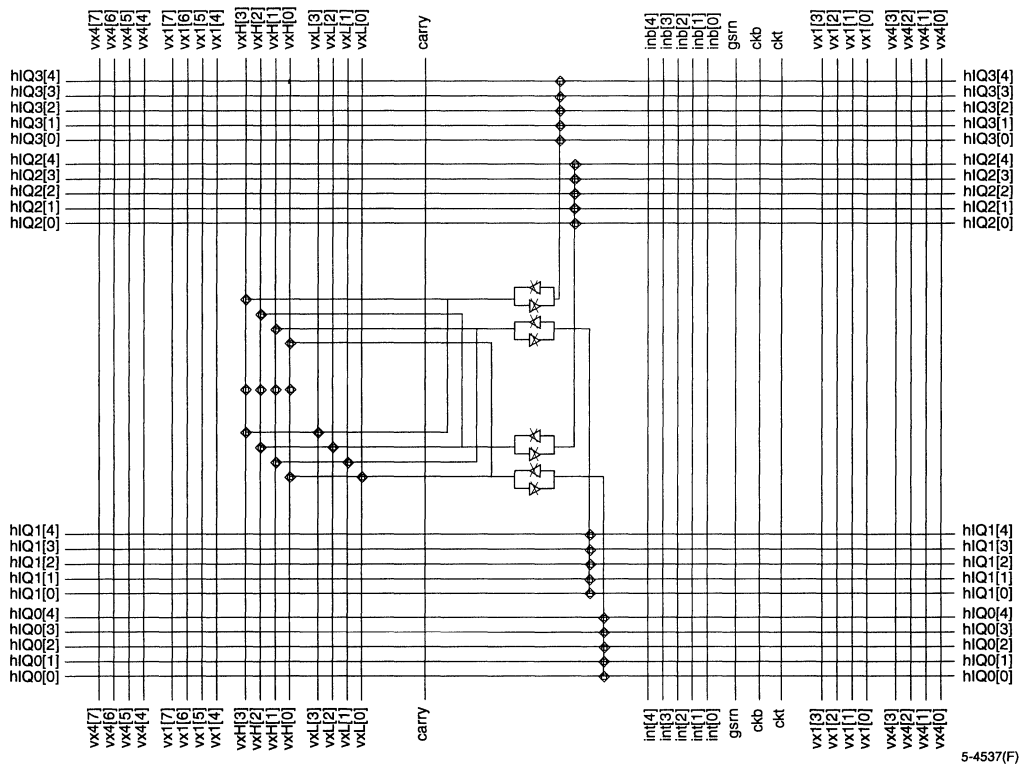 vx4[7] vx4[6] vx4[5] vx4[4] vx1[7] vx1[6] vx1[5] vx1[4] vxH[3] vxH[2] vxH[1] vxH[0] vxL[3] vxL[2] vxL[1] vxL[0] carry inb[4] inb[3] inb[2] inb[1] inb[0] gsrn ckb ckt vx1[3] vx1[2] vx1[1] vx1[0] vx4[3] vx4[2] vx4[1] vx4[0]
hIQ3[4] hIQ3[4]
hIQ3[3] hIQ3[3]
hIQ3[2] hIQ3[2]
hIQ3[1] hIQ3[1]
hIQ3[0] hIQ3[0]
hIQ2[4] hIQ2[4]
hIQ2[3] hIQ2[3]
hIQ2[2] hIQ2[2]
hIQ2[1] hIQ2[1]
hIQ2[0] hIQ2[0]
hIQ1[4] hIQ1[4]
hIQ1[3] hIQ1[3]
hIQ1[2] hIQ1[2]
hIQ1[1] hIQ1[1]
hIQ1[0] hIQ1[0]
hIQ0[4] hIQ0[4]
hIQ0[3] hIQ0[3]
hIQ0[2] hIQ0[2]
hIQ0[1] hIQ0[1]
hIQ0[0] hIQ0[0]
vx4[7] vx4[6] vx4[5] vx4[4] vx1[7] vx1[6] vx1[5] vx1[4] vxH[3] vxH[2] vxH[1] vxH[0] vxL[3] vxL[2] vxL[1] vxL[0] carry int[4] int[3] int[2] int[1] int[0] gsrn ckb ckt vx1[3] vx1[2] vx1[1] vx1[0] vx4[3] vx4[2] vx4[1] vx4[0]
5-4537(F)